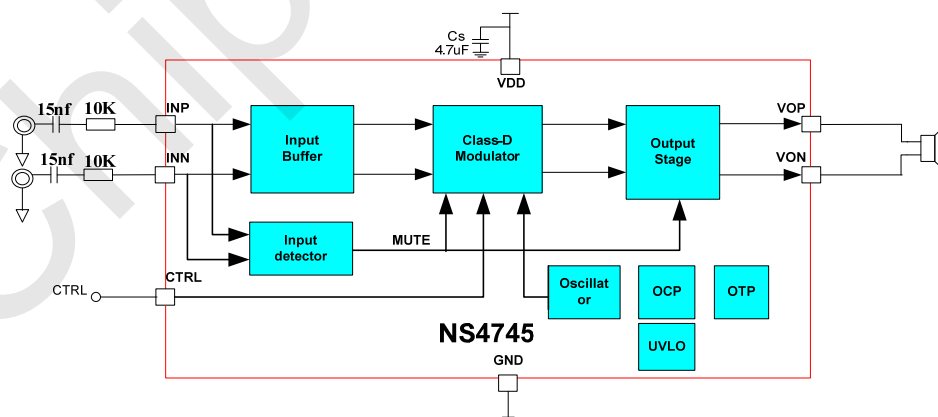 Chip
Cs
4.7uF
VDD
15nf
10K
INP
15nf
10K
INN
Input
Buffer
Class-D
Modulator
Output
Stage
VOP
VON
Input
detector
MUTE
CTRL
CTRL
Oscillat
or
OCP
OTP
UVLO
NS4745
GND